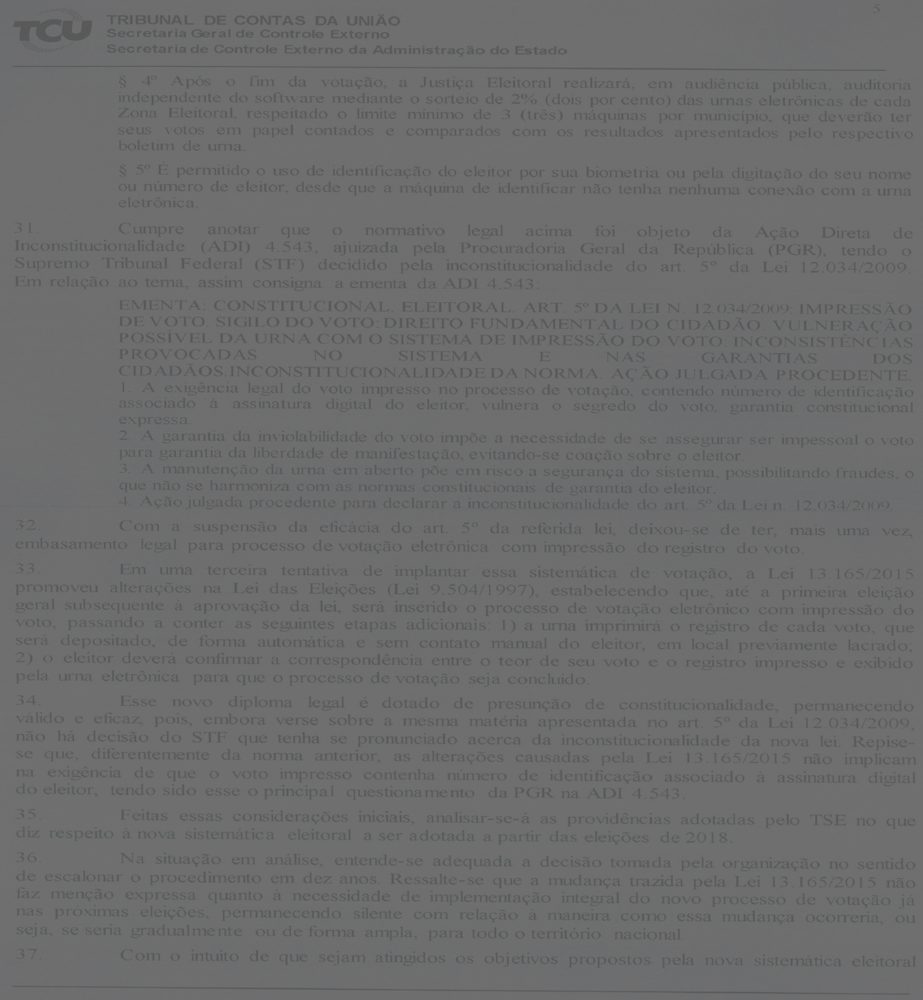 5
TCU
TRIBUNAL DE CONTAS DA UNIÃO
Secretaria Geral de Controle Externo
Secretaria de Controle Externo da Administração do Estado
§ 4º Após o fim da votação, a Justiça Eleitoral realizará, em audiência pública, auditoria
independente do software mediante o sorteio de 2% (dois por cento) das urnas eletrônicas de cada
Zona Eleitoral, respeitado o limite mínimo de 3 (três) máquinas por município, que deverão ter
seus votos em papel contados e comparados com os resultados apresentados pelo respectivo
boletim de urna.
§ 5º É permitido o uso de identificação do eleitor por sua biometria ou pela digitação do seu nome
ou número de eleitor, desde que a máquina de identificar não tenha nenhuma conexão com a urna
eletrônica.
31. Cumpre anotar que o normativo legal acima foi objeto da Ação Direta de
Inconstitucionalidade (ADI) 4.543, ajuizada pela Procuradoria Geral da República (PGR), tendo o
Supremo Tribunal Federal (STF) decidido pela inconstitucionalidade do art. 5º da Lei 12.034/2009.
Em relação ao tema, assim consigna a ementa da ADI 4.543:
EMENTA: CONSTITUCIONAL. ELEITORAL. ART. 5º DA LEI N. 12.034/2009: IMPRESSÃO
DE VOTO. SIGILO DO VOTO: DIREITO FUNDAMENTAL DO CIDADÃO. VULNERAÇÃO
POSSÍVEL DA URNA COM O SISTEMA DE IMPRESSÃO DO VOTO: INCONSISTÊNCIAS
PROVOCADAS NO SISTEMA E NAS GARANTIAS DOS
CIDADÃOS.INCONSTITUCIONALIDADE DA NORMA. AÇÃO JULGADA PROCEDENTE.
1. A exigência legal do voto impresso no processo de votação, contendo número de identificação
associado à assinatura digital do eleitor, vulnera o segredo do voto, garantia constitucional
expressa.
2. A garantia da inviolabilidade do voto impõe a necessidade de se assegurar ser impessoal o voto
para garantia da liberdade de manifestação, evitando-se coação sobre o eleitor.
3. A manutenção da urna em aberto põe em risco a segurança do sistema, possibilitando fraudes, o
que não se harmoniza com as normas constitucionais de garantia do eleitor.
4. Ação julgada procedente para declarar a inconstitucionalidade do art. 5º da Lei n. 12.034/2009.
32. Com a suspensão da eficácia do art. 5º da referida lei, deixou-se de ter, mais uma vez,
embasamento legal para processo de votação eletrônica com impressão do registro do voto.
33. Em uma terceira tentativa de implantar essa sistemática de votação, a Lei 13.165/2015
promoveu alterações na Lei das Eleições (Lei 9.504/1997), estabelecendo que, até a primeira eleição
geral subsequente à aprovação da lei, será inserido o processo de votação eletrônico com impressão do
voto, passando a conter as seguintes etapas adicionais: 1) a urna imprimirá o registro de cada voto, que
será depositado, de forma automática e sem contato manual do eleitor, em local previamente lacrado;
2) o eleitor deverá confirmar a correspondência entre o teor de seu voto e o registro impresso e exibido
pela urna eletrônica para que o processo de votação seja concluído.
34. Esse novo diploma legal é dotado de presunção de constitucionalidade, permanecendo
válido e eficaz, pois, embora verse sobre a mesma matéria apresentada no art. 5º da Lei 12.034/2009,
não há decisão do STF que tenha se pronunciado acerca da inconstitucionalidade da nova lei. Repise-
se que, diferentemente da norma anterior, as alterações causadas pela Lei 13.165/2015 não implicam
na exigência de que o voto impresso contenha número de identificação associado à assinatura digital
do eleitor, tendo sido esse o principal questionamento da PGR na ADI 4.543.
35. Feitas essas considerações iniciais, analisar-se-á as providências adotadas pelo TSE no que
diz respeito à nova sistemática eleitoral a ser adotada a partir das eleições de 2018.
36. Na situação em análise, entende-se adequada a decisão tomada pela organização no sentido
de escalonar o procedimento em dez anos. Ressalte-se que a mudança trazida pela Lei 13.165/2015 não
faz menção expressa quanto à necessidade de implementação integral do novo processo de votação já
nas próximas eleições, permanecendo silente com relação à maneira como essa mudança ocorreria, ou
seja, se seria gradualmente ou de forma ampla, para todo o território nacional.
37. Com o intuito de que sejam atingidos os objetivos propostos pela nova sistemática eleitoral